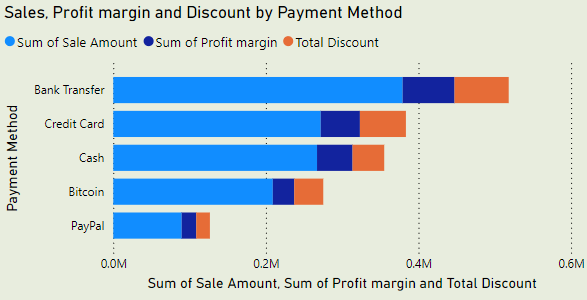 Sales, Profit margin and Discount by Payment Method
Sum of Sale Amount Sum of Profit margin Total Discount
Payment Method
Bank Transfer
Credit Card
Cash
Bitcoin
PayPal
0.0M 0.2M 0.4M 0.6M
Sum of Sale Amount, Sum of Profit margin and Total Discount